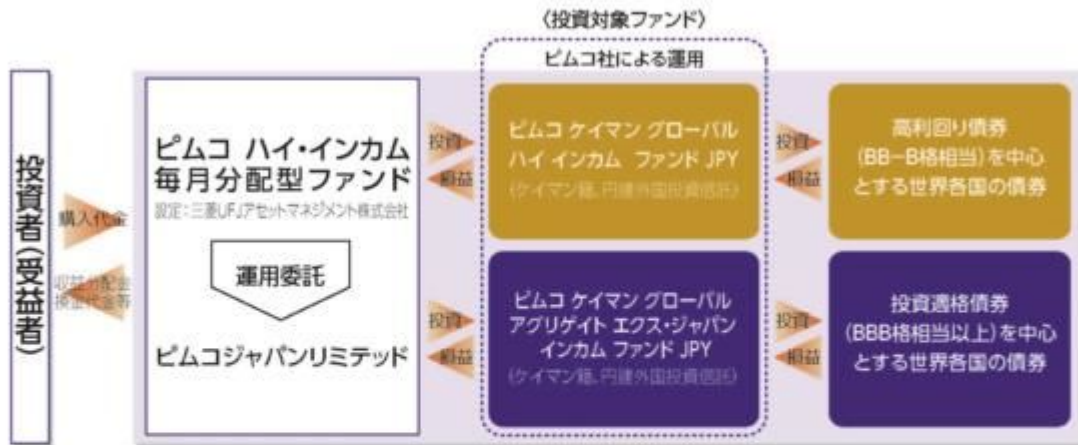 〈投資対象ファンド〉
ピムコ社による運用
投資者(受益者)
購入代金
収益分配金
換金代金等
ピムコ ハイ・インカム
毎月分配型ファンド
設定:三菱UFJアセットマネジメント株式会社
運用委託
ピムコジャパンリミテッド
投資
損益
ピムコ ケイマン グローバル
ハイ インカム ファンド JPY
(ケイマン籍、円建外国投資信託)
投資
損益
高利回り債券
(BB−B格相当)を中心
とする世界各国の債券
投資
損益
ピムコ ケイマン グローバル
アグリゲイト エクス・ジャパン
インカム ファンド JPY
(ケイマン籍、円建外国投資信託)
投資
損益
投資適格債券
(BBB格相当以上)を中心
とする世界各国の債券